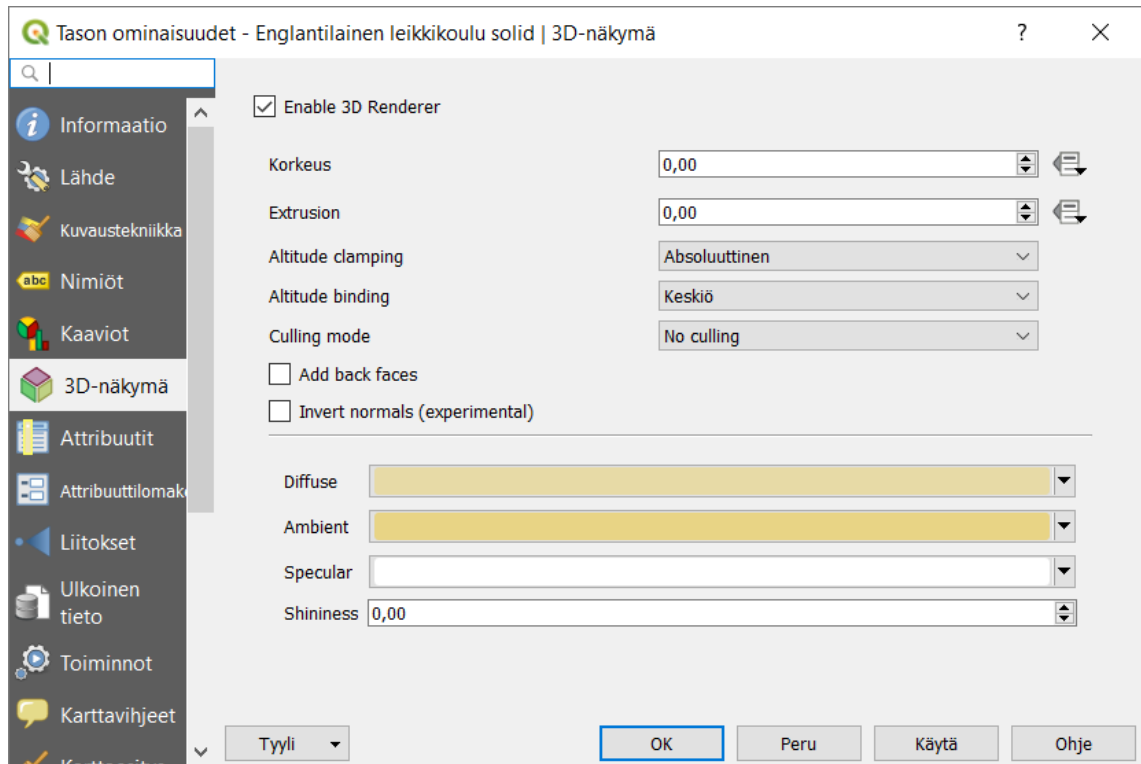 Tason ominaisuudet - Englantilainen leikkikoulu solid | 3D-näkymä
Informaatio
Lähde
Kuvaustekniikka
abc Nimiöt
Kaaviot
3D-näkymä
Attribuutit
Attribuuttilomake
Liitokset
Ulkoinen
tieto
Toiminnot
Karttavihjeet
Enable 3D Renderer
Korkeus 0,00
Extrusion 0,00
Altitude clamping Absoluuttinen
Altitude binding Keskiö
Culling mode No culling
Add back faces
Invert normals (experimental)
Diffuse
Ambient
Specular
Shininess 0,00
Tyyli OK Peru Käytä Ohje